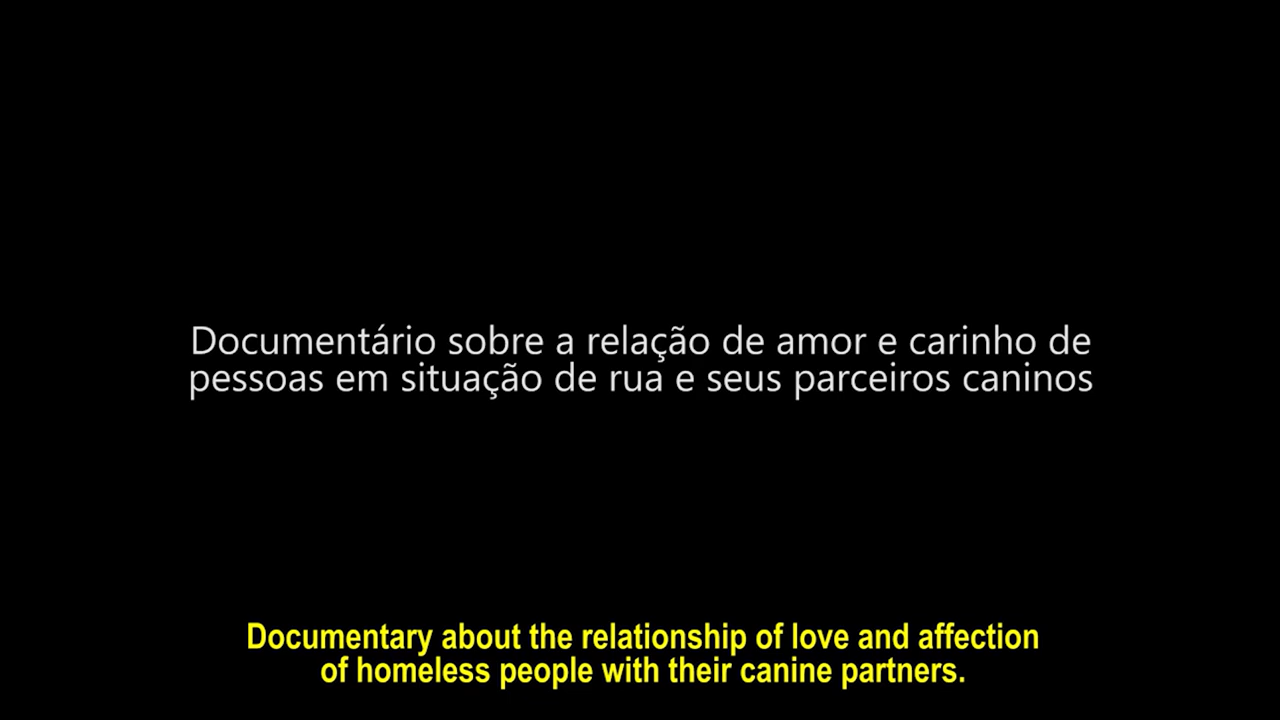 Documentário sobre a relação de amor e carinho de
pessoas em situação de rua e seus parceiros caninos
Documentary about the relationship of love and affection
of homeless people with their canine partners.